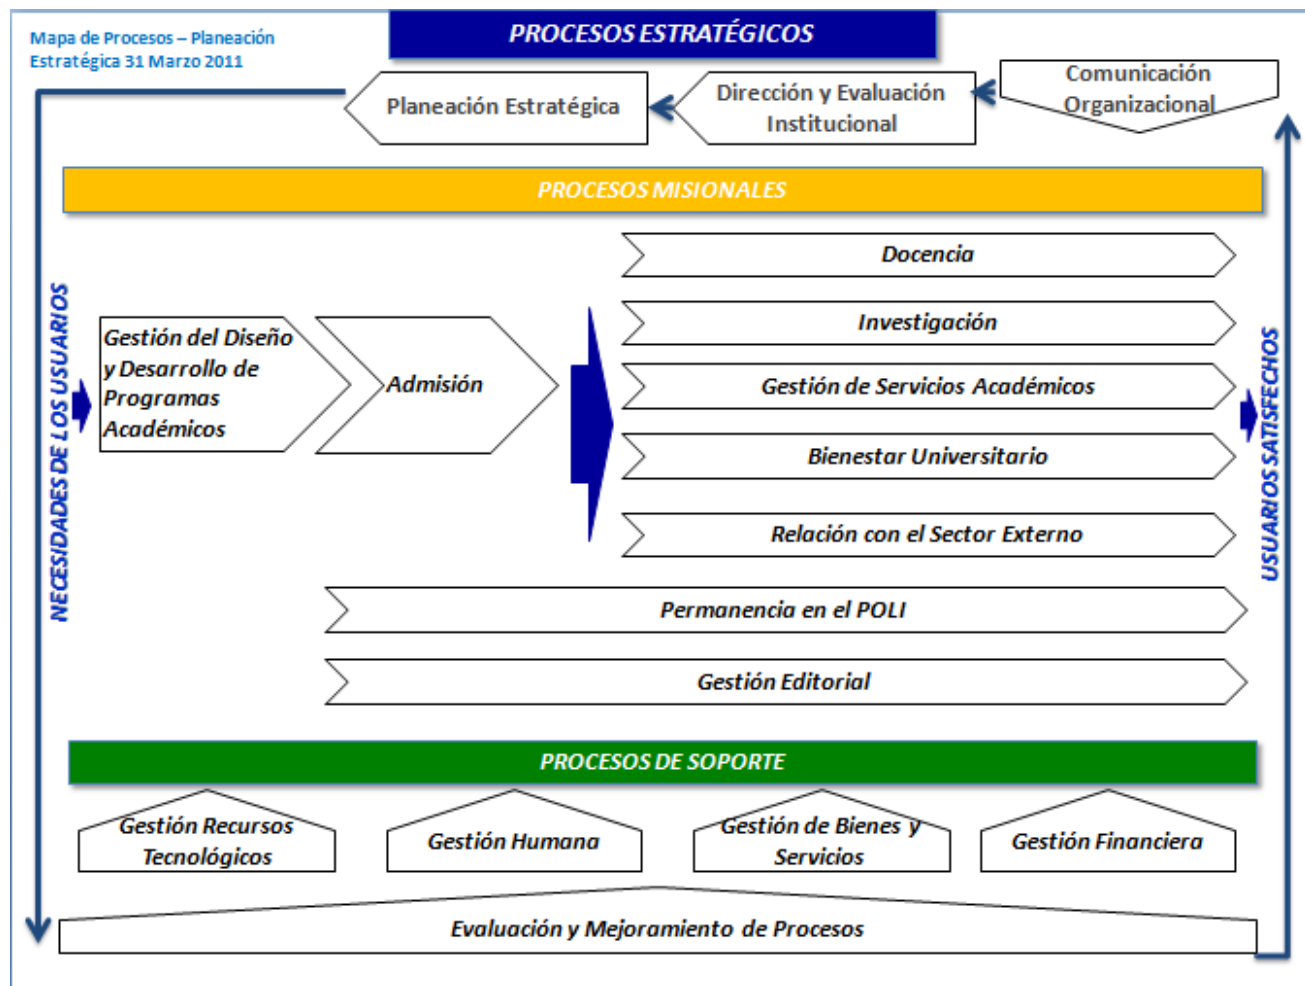 Mapa de Procesos – Planeación
Estratégica 31 Marzo 2011
PROCESOS ESTRATÉGICOS
Planeación Estratégica
Dirección y Evaluación
Institucional
Comunicación
Organizacional
PROCESOS MISIONALES
NECESIDADES DE LOS USUARIOS
Gestión del Diseño
y Desarrollo de
Programas
Académicos
Admisión
Docencia
Investigación
Gestión de Servicios Académicos
Bienestar Universitario
Relación con el Sector Externo
Permanencia en el POLI
Gestión Editorial
USUARIOS SATISFECHOS
PROCESOS DE SOPORTE
Gestión Recursos
Tecnológicos
Gestión Humana
Gestión de Bienes y
Servicios
Gestión Financiera
Evaluación y Mejoramiento de Procesos